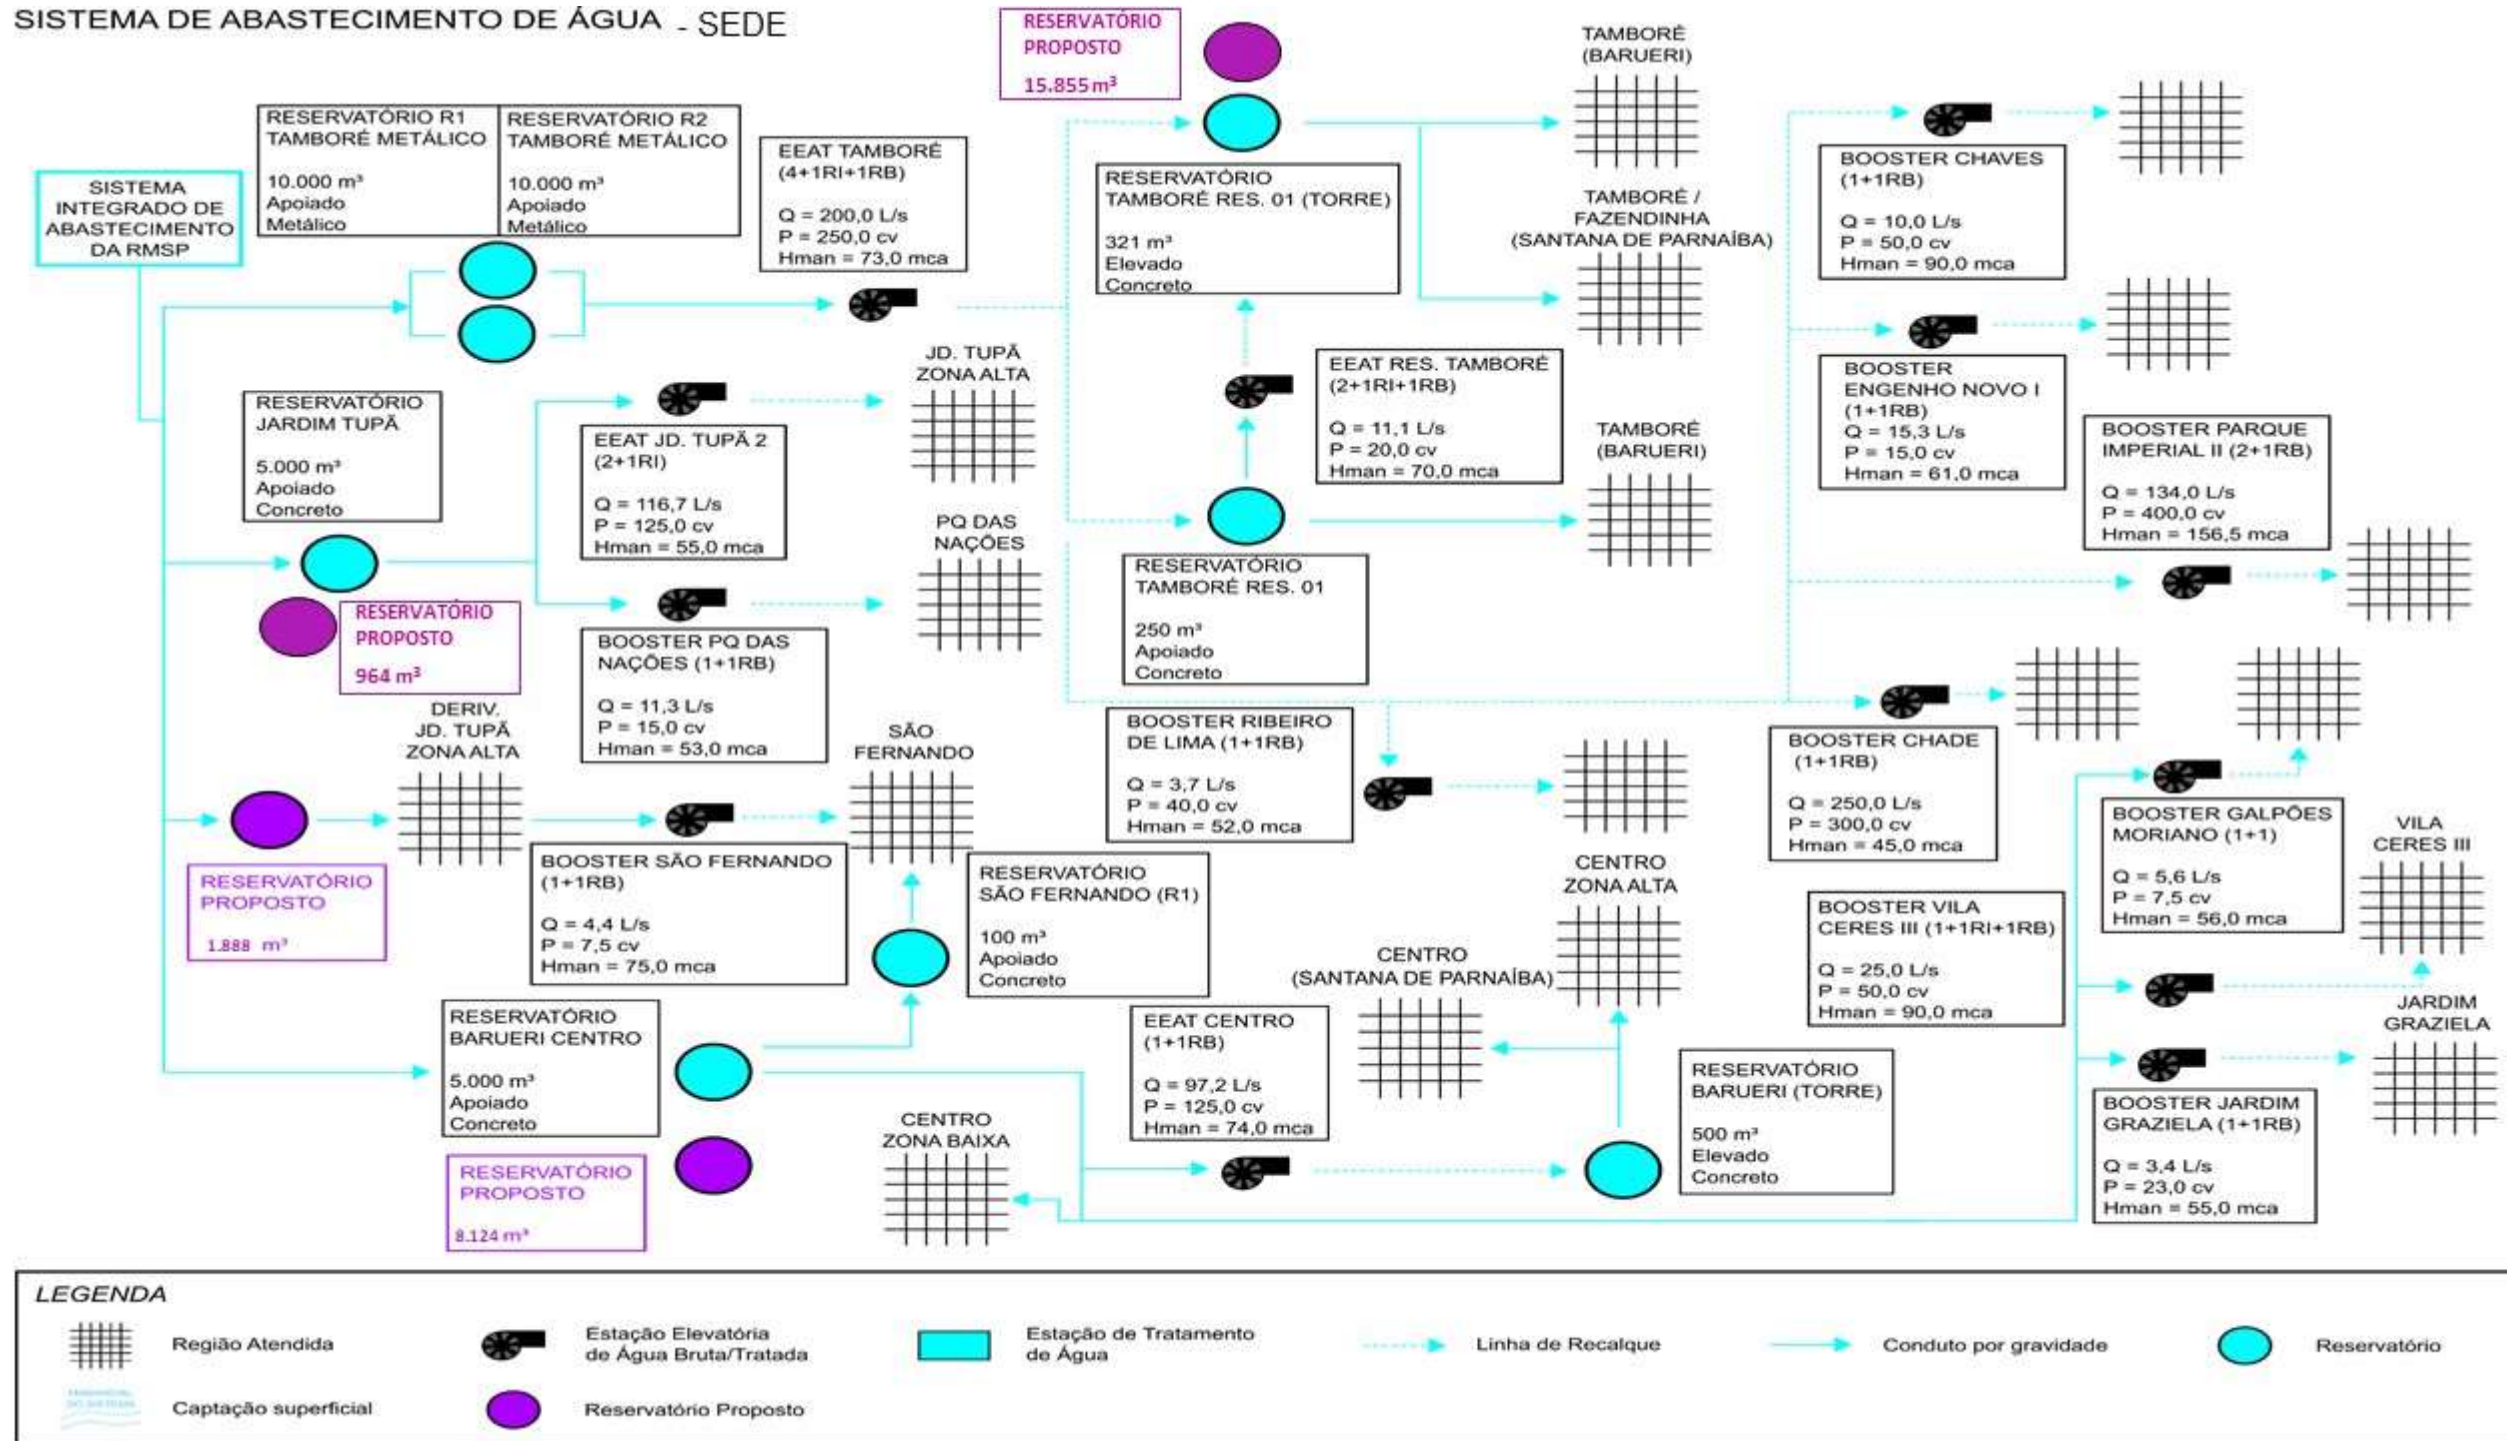 SISTEMA DE ABASTECIMENTO DE ÁGUA - SEDE
RESERVATÓRIO
PROPOSTO
15.855 m³
SISTEMA
INTEGRADO DE
ABASTECIMENTO
DA RMSP
RESERVATÓRIO R1
TAMBORÉ METÁLICO
10.000 m³
Apoiado
Metálico
RESERVATÓRIO R2
TAMBORÉ METÁLICO
10.000 m³
Apoiado
Metálico
EEAT TAMBORÉ
(4+1RI+1RB)
Q = 200,0 L/s
P = 250,0 cv
Hman = 73,0 mca
RESERVATÓRIO
TAMBORÉ RES. 01 (TORRE)
321 m³
Elevado
Concreto
TAMBORÉ
(BARUERI)
TAMBORÉ /
FAZENDINHA
(SANTANA DE PARNAÍBA)
BOOSTER CHAVES
(1+1RB)
Q = 10,0 L/s
P = 50,0 cv
Hman = 90,0 mca
RESERVATÓRIO
JARDIM TUPÃ
5.000 m³
Apoiado
Concreto
EEAT JD. TUPÃ 2
(2+1RI)
Q = 116,7 L/s
P = 125,0 cv
Hman = 55,0 mca
JD. TUPÃ
ZONA ALTA
EEAT RES. TAMBORÉ
(2+1RI+1RB)
Q = 11,1 L/s
P = 20,0 cv
Hman = 70,0 mca
TAMBORÉ
(BARUERI)
BOOSTER
ENGENHO NOVO I
(1+1RB)
Q = 15,3 L/s
P = 15,0 cv
Hman = 61,0 mca
BOOSTER PARQUE
IMPERIAL II (2+1RB)
Q = 134,0 L/s
P = 400,0 cv
Hman = 156,5 mca
PQ DAS
NAÇÕES
RESERVATÓRIO
TAMBORÉ RES. 01
250 m³
Apoiado
Concreto
RESERVATÓRIO
PROPOSTO
964 m³
BOOSTER PQ DAS
NAÇÕES (1+1RB)
Q = 11,3 L/s
P = 15,0 cv
Hman = 53,0 mca
DERIV.
JD. TUPÃ
ZONA ALTA
SÃO
FERNANDO
BOOSTER RIBEIRO
DE LIMA (1+1RB)
Q = 3,7 L/s
P = 40,0 cv
Hman = 52,0 mca
BOOSTER CHADE
(1+1RB)
Q = 250,0 L/s
P = 300,0 cv
Hman = 45,0 mca
BOOSTER GALPÕES
MORIANO (1+1)
Q = 5,6 L/s
P = 7,5 cv
Hman = 56,0 mca
VILA
CERES III
RESERVATÓRIO
PROPOSTO
1.888 m³
BOOSTER SÃO FERNANDO
(1+1RB)
Q = 4,4 L/s
P = 7,5 cv
Hman = 75,0 mca
RESERVATÓRIO
SÃO FERNANDO (R1)
100 m³
Apoiado
Concreto
CENTRO
ZONA ALTA
CENTRO
(SANTANA DE PARNAÍBA)
BOOSTER VILA
CERES III (1+1RI+1RB)
Q = 25,0 L/s
P = 50,0 cv
Hman = 90,0 mca
JARDIM
GRAZIELA
RESERVATÓRIO
BARUERI CENTRO
5.000 m³
Apoiado
Concreto
EEAT CENTRO
(1+1RB)
Q = 97,2 L/s
P = 125,0 cv
Hman = 74,0 mca
RESERVATÓRIO
BARUERI (TORRE)
500 m³
Elevado
Concreto
BOOSTER JARDIM
GRAZIELA (1+1RB)
Q = 3,4 L/s
P = 23,0 cv
Hman = 55,0 mca
CENTRO
ZONA BAIXA
RESERVATÓRIO
PROPOSTO
8.124 m³
LEGENDA
Região Atendida
Estação Elevatória
de Água Bruta/Tratada
Estação de Tratamento
de Água
Linha de Recalque
Conduto por gravidade
Reservatório
Captação superficial
Reservatório Proposto